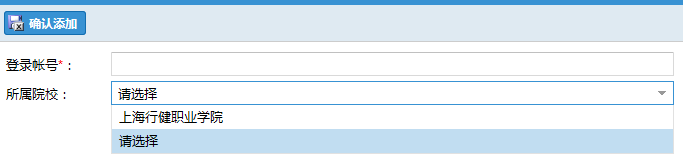 确认添加
登录帐号*：
所属院校： 请选择
上海行健职业学院
请选择